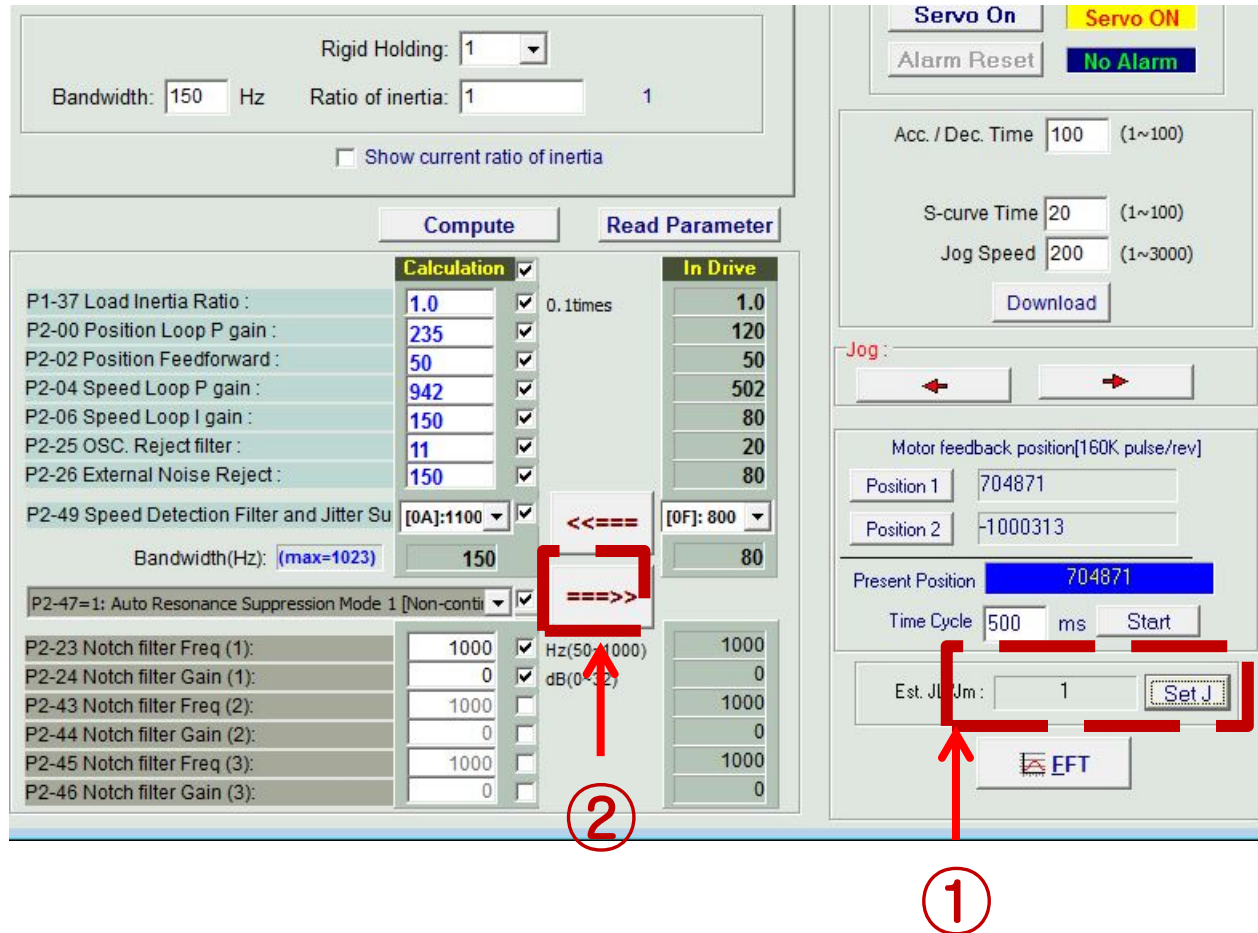 Rigid Holding: 1
Bandwidth: 150 Hz Ratio of inertia: 1 1
Show current ratio of inertia
Compute Read Parameter
Calculation In Drive
P1-37 Load Inertia Ratio : 1.0 0.1times 1.0
P2-00 Position Loop P gain : 235 120
P2-02 Position Feedforward : 50 50
P2-04 Speed Loop P gain : 942 502
P2-06 Speed Loop I gain : 150 80
P2-25 OSC. Reject filter : 11 20
P2-26 External Noise Reject : 150 80
P2-49 Speed Detection Filter and Jitter Su [0A]:1100 <<=== [0F]: 800
Bandwidth(Hz): (max=1023) 150 80
P2-47=1: Auto Resonance Suppression Mode 1 [Non-conti ===>>
P2-23 Notch filter Freq (1): 1000 Hz(50~1000) 1000
P2-24 Notch filter Gain (1): 0 dB(0~32) 0
P2-43 Notch filter Freq (2): 1000 1000
P2-44 Notch filter Gain (2): 0 0
P2-45 Notch filter Freq (3): 1000 1000
P2-46 Notch filter Gain (3): 0 0
②
Servo On Servo ON
Alarm Reset No Alarm
Acc. / Dec. Time 100 (1~100)
S-curve Time 20 (1~100)
Jog Speed 200 (1~3000)
Download
Jog :
Motor feedback position[160K pulse/rev]
Position 1 704871
Position 2 -1000313
Present Position 704871
Time Cycle 500 ms Start
Est. JL/Jm : 1 Set J
FFT
①